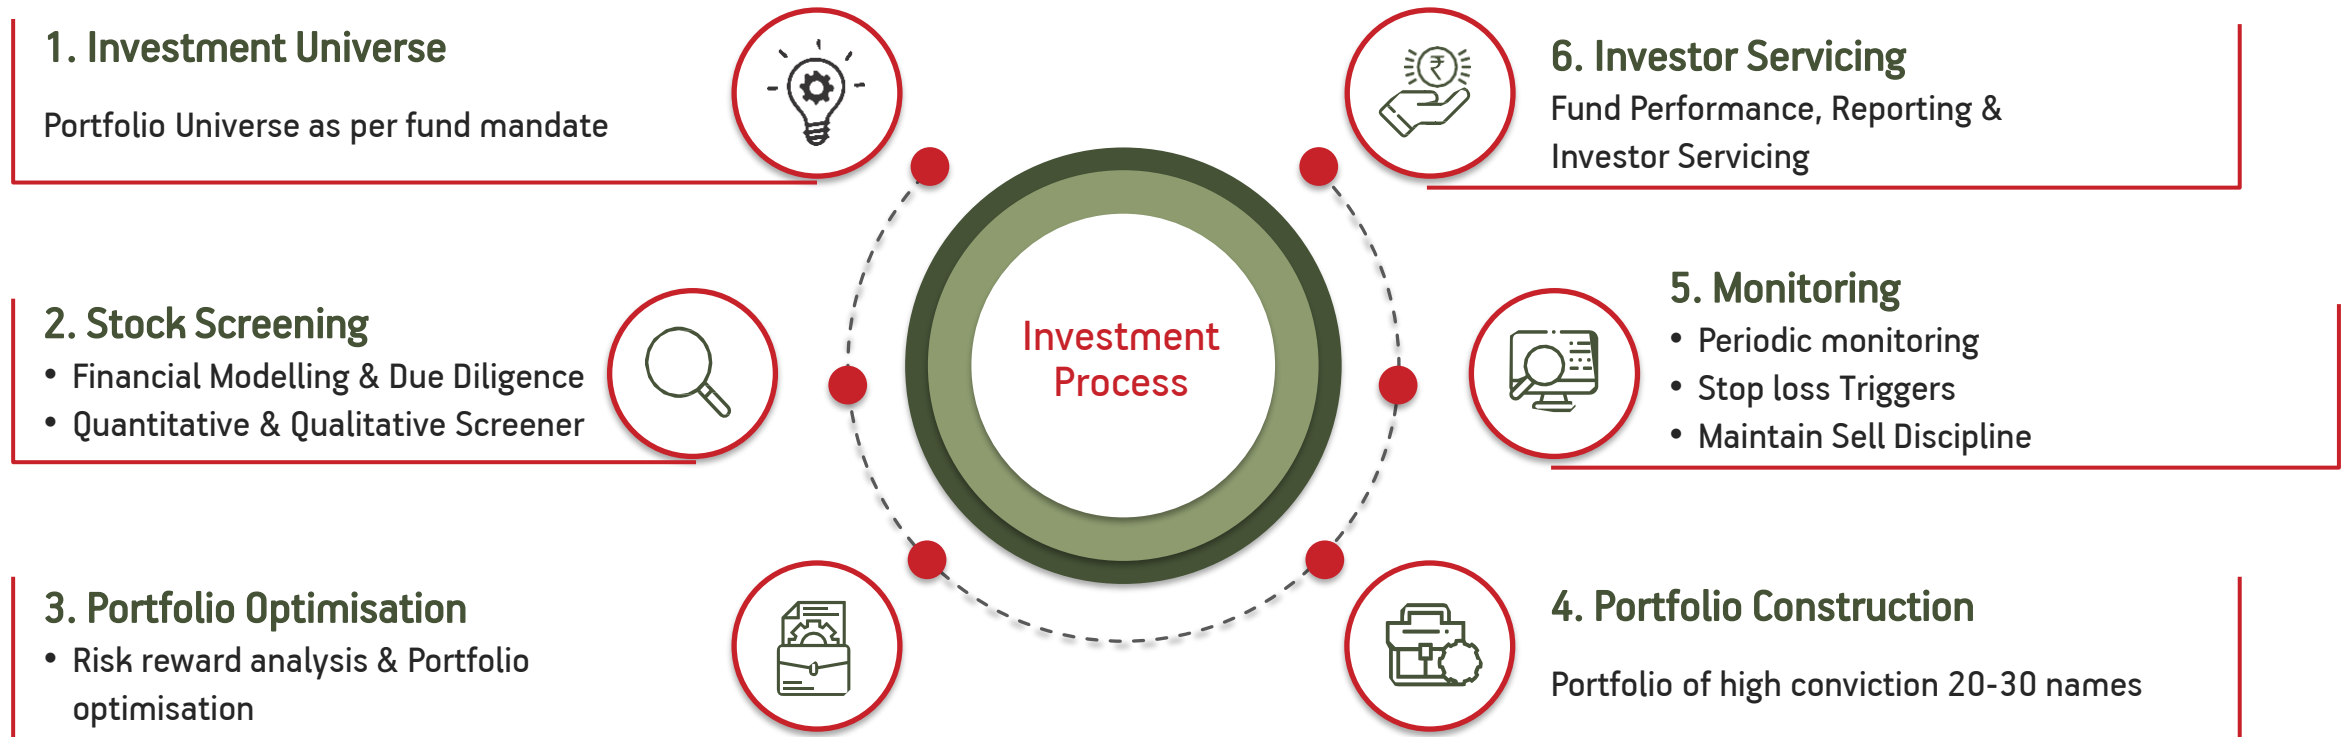 1. Investment Universe
Portfolio Universe as per fund mandate
2. Stock Screening
• Financial Modelling & Due Diligence
• Quantitative & Qualitative Screener
3. Portfolio Optimisation
• Risk reward analysis & Portfolio
optimisation
Investment
Process
₹
6. Investor Servicing
Fund Performance, Reporting &
Investor Servicing
5. Monitoring
• Periodic monitoring
• Stop loss Triggers
• Maintain Sell Discipline
4. Portfolio Construction
Portfolio of high conviction 20-30 names